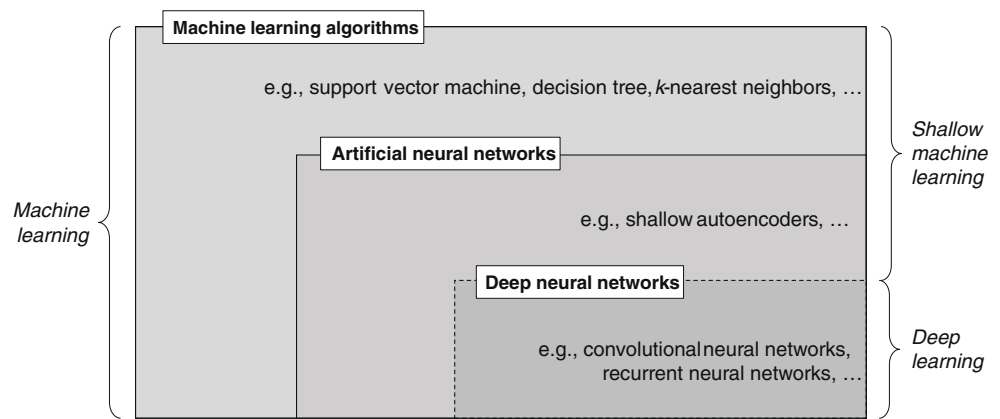 Machine learning algorithms
e.g., support vector machine, decision tree, k-nearest neighbors, …
Shallow
machine
learning
Artificial neural networks
Machine
learning
e.g., shallow autoencoders, …
Deep neural networks
e.g., convolutional neural networks,
recurrent neural networks, …
Deep
learning